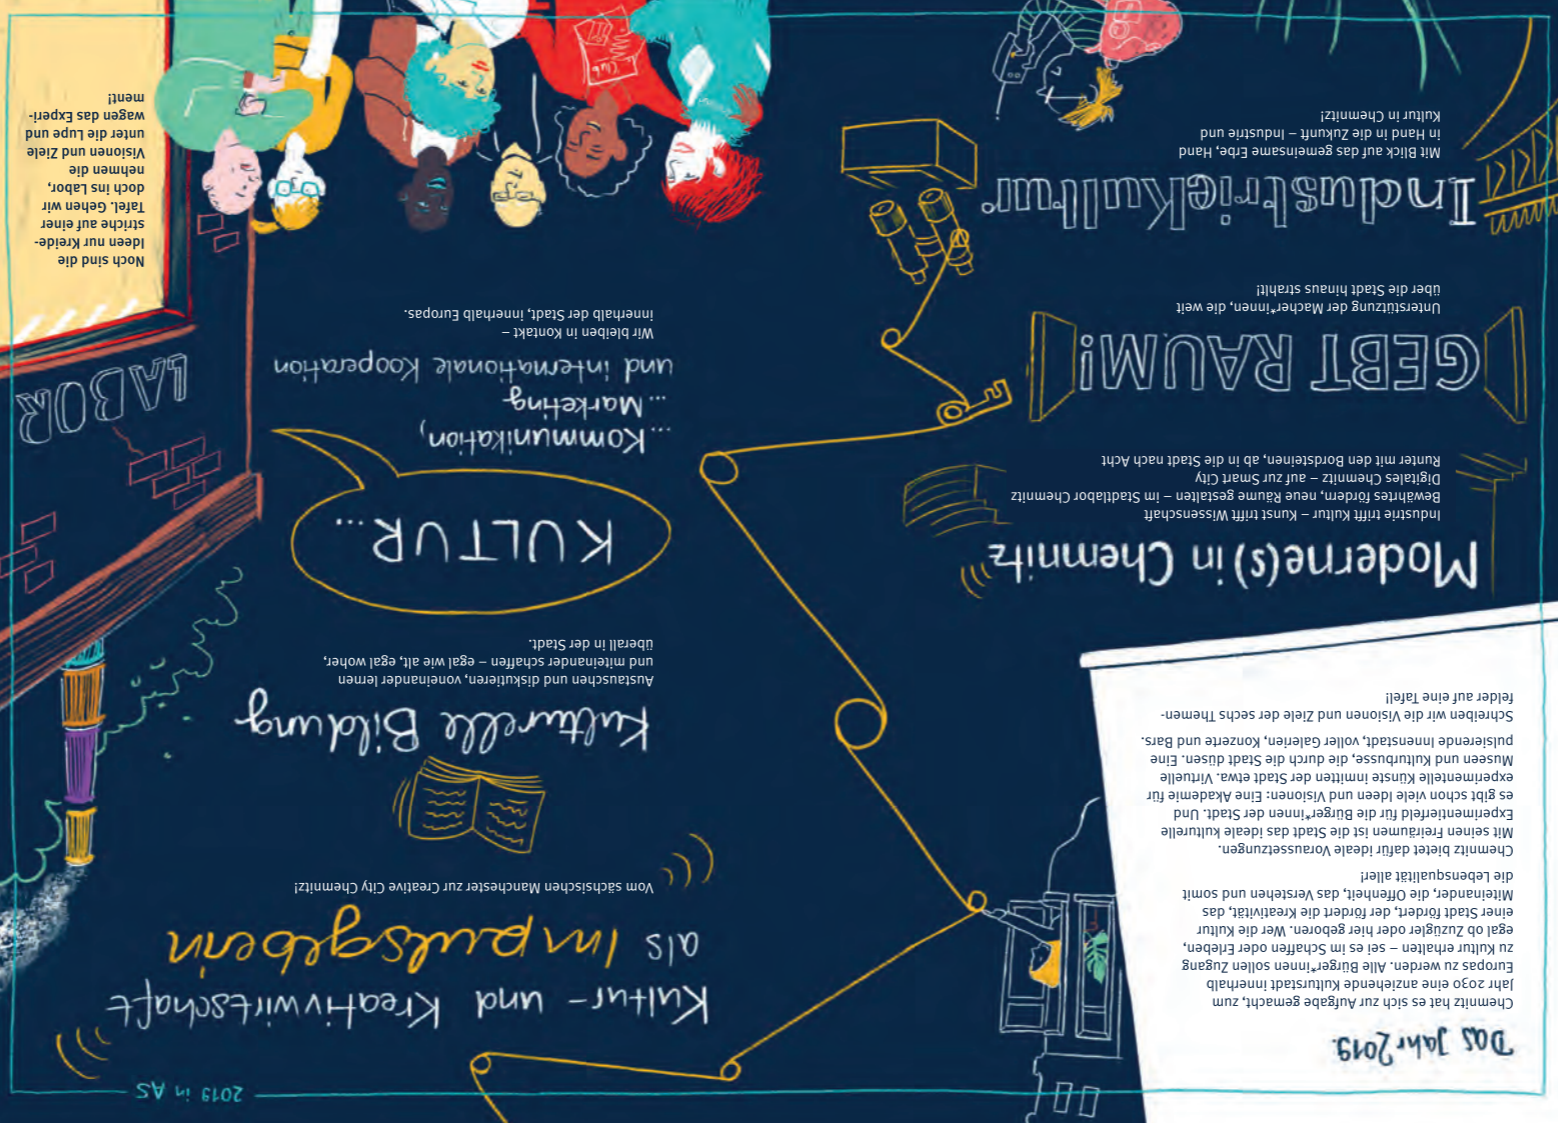 Das Jahr 2019.
Chemnitz hat es sich zur Aufgabe gemacht, zum
Jahr 2030 eine anziehende Kulturstadt innerhalb
Europas zu werden. Alle Bürger*innen sollen Zugang
zu Kultur erhalten – sei es im Schaffen oder Erleben,
egal ob Zuzügler oder hier geboren. Wer die Kultur
einer Stadt fördert, der fördert die Kreativität, das
Miteinander, die Offenheit, das Verstehen und somit
die Lebensqualität aller!
Chemnitz bietet dafür ideale Voraussetzungen.
Mit seinen Freiräumen ist die Stadt das ideale kulturelle
Experimentierfeld für die Bürger*innen der Stadt. Und
es gibt schon viele Ideen und Visionen: Eine Akademie für
experimentelle Künste inmitten der Stadt etwa. Virtuelle
Museen und Kulturbusse, die durch die Stadt düsen. Eine
pulsierende Innenstadt, voller Galerien, Konzerte und Bars.
Schreiben wir die Visionen und Ziele der sechs Themen-
felder auf eine Tafel!
Moderne(s) in Chemnitz
Industrie trifft Kultur – Kunst trifft Wissenschaft
Bewährtes fördern, neue Räume gestalten – im Stadtlabor Chemnitz
Digitales Chemnitz – auf zur Smart City
Runter mit den Bordsteinen, ab in die Stadt nach Acht
GEBT RAUM!
Unterstützung der Macher*innen, die weit
über die Stadt hinaus strahlt!
IndustrieKultur
Mit Blick auf das gemeinsame Erbe, Hand
in Hand in die Zukunft – Industrie und
Kultur in Chemnitz!
2019 in AS
Kultur- und Kreativwirtschaft
als Impulsgeberin
Vom sächsischen Manchester zur Creative City Chemnitz!
Kulturelle Bildung
Austauschen und diskutieren, voneinander lernen
und miteinander schaffen – egal wie alt, egal woher,
überall in der Stadt.
KULTUR...
...Kommunikation,
...Marketing
und internationale Kooperation
Wir bleiben in Kontakt –
innerhalb der Stadt, innerhalb Europas.
LABOR
Noch sind die
Ideen nur Kreide-
striche auf einer
Tafel. Gehen wir
doch ins Labor,
nehmen die
Visionen und Ziele
unter die Lupe und
wagen das Experi-
ment!
Club